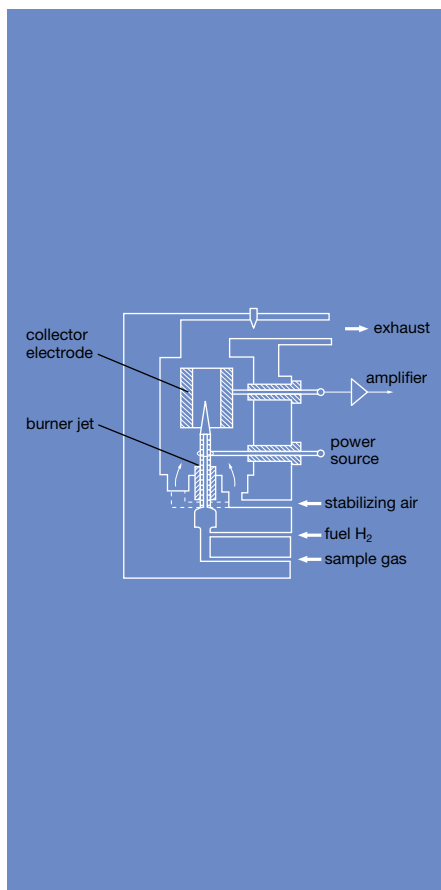 exhaust
collector
electrode
amplifier
burner jet
power
source
stabilizing air
fuel H₂
sample gas